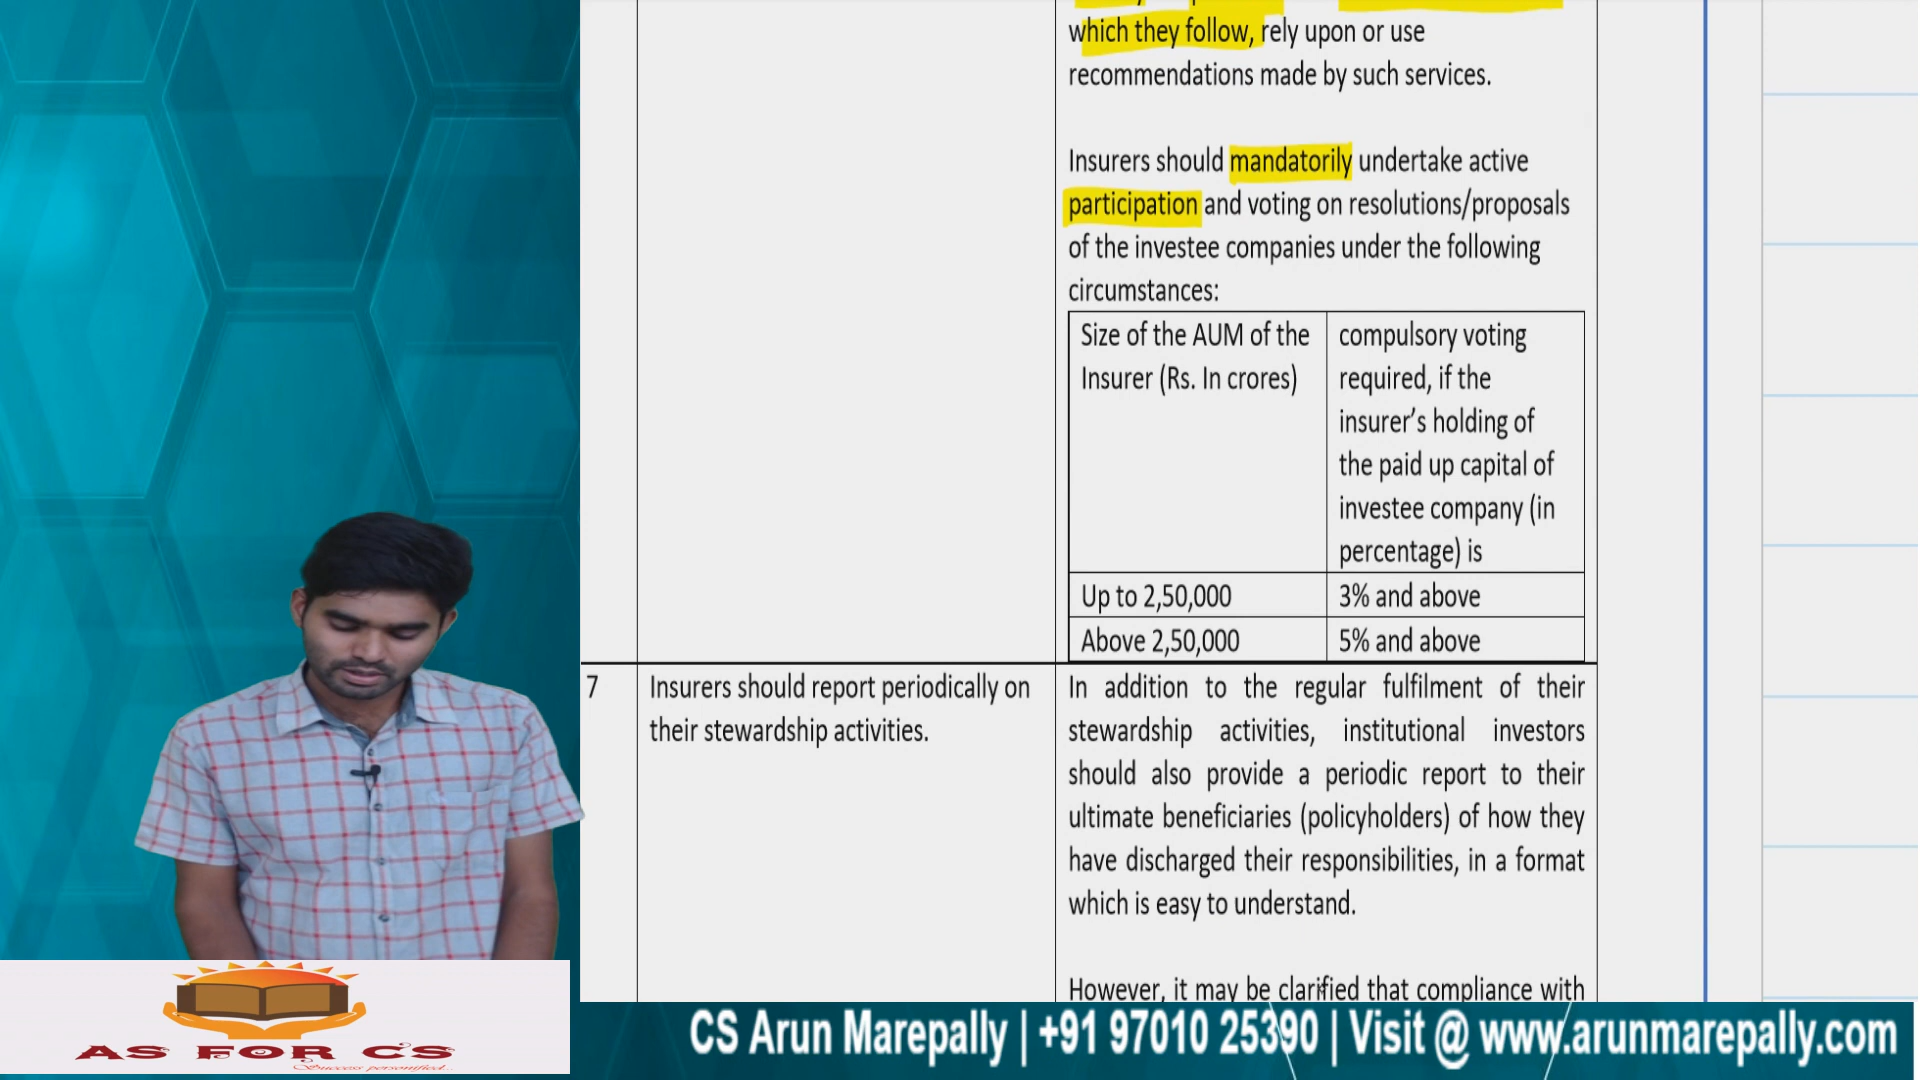 which they follow, rely upon or use
recommendations made by such services.
Insurers should mandatorily undertake active
participation and voting on resolutions/proposals
of the investee companies under the following
circumstances:
Size of the AUM of the
Insurer (Rs. In crores)
compulsory voting
required, if the
insurer's holding of
the paid up capital of
investee company (in
percentage) is
Up to 2,50,000
3% and above
Above 2,50,000
5% and above
7
Insurers should report periodically on
their stewardship activities.
In addition to the regular fulfilment of their
stewardship activities, institutional investors
should also provide a periodic report to their
ultimate beneficiaries (policyholders) of how they
have discharged their responsibilities, in a format
which is easy to understand.
However, it may be clarified that compliance with
AS FOR CS
Success personified...
CS Arun Marepally | +91 97010 25390 | Visit @ www.arunmarepally.com